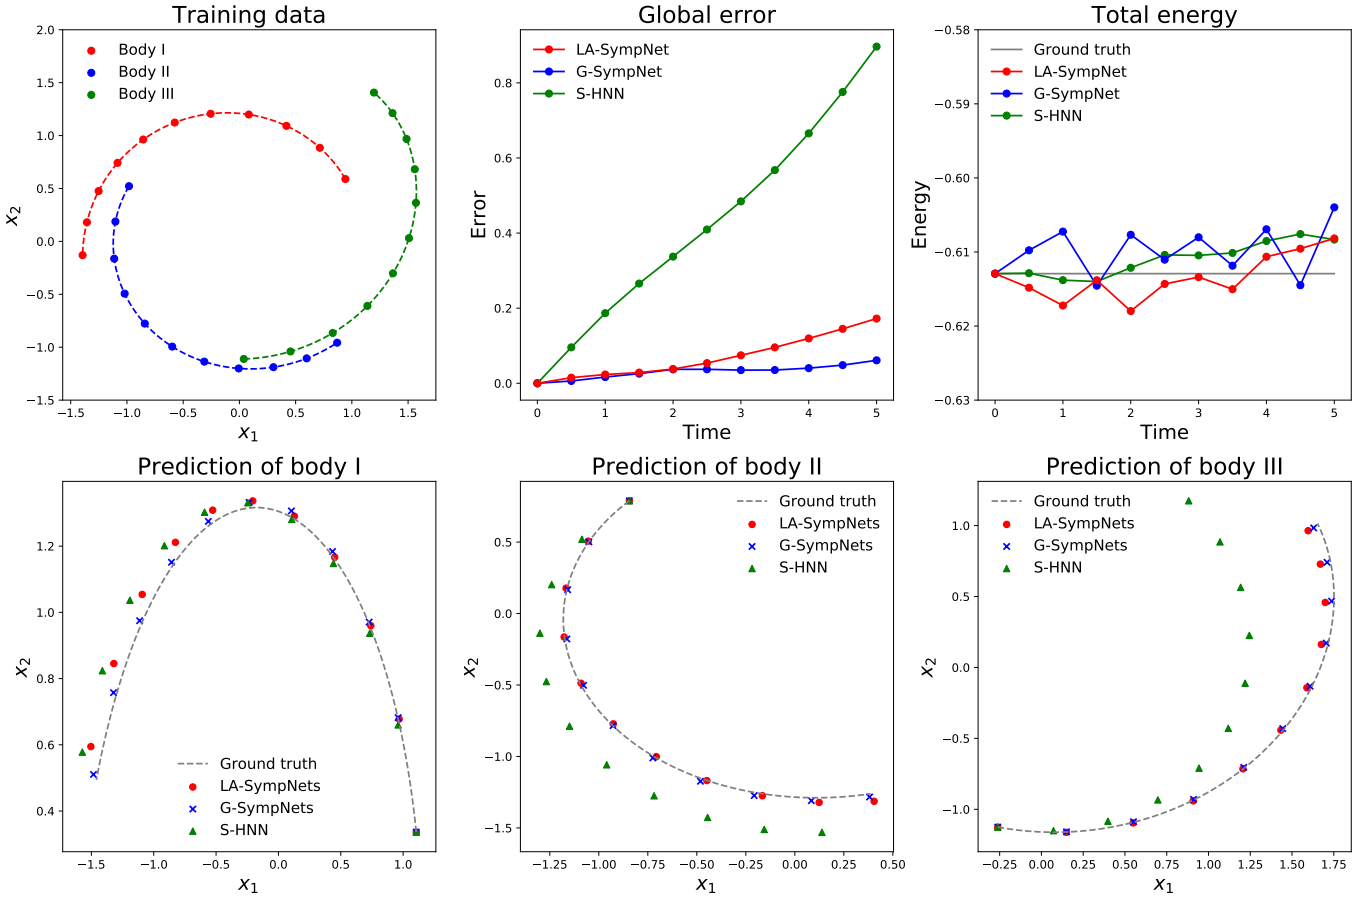 Training data
2.0
1.5
1.0
0.5
0.0
−0.5
−1.0
−1.5
x2
Body I
Body II
Body III
−1.5 −1.0 −0.5 0.0 0.5 1.0 1.5
x1
Global error
0.8
0.6
0.4
0.2
0.0
Error
LA-SympNet
G-SympNet
S-HNN
0 1 2 3 4 5
Time
Total energy
−0.58
−0.59
−0.60
−0.61
−0.62
−0.63
Energy
Ground truth
LA-SympNet
G-SympNet
S-HNN
0 1 2 3 4 5
Time
Prediction of body I
1.2
1.0
0.8
0.6
0.4
x2
Ground truth
LA-SympNets
G-SympNets
S-HNN
−1.5 −1.0 −0.5 0.0 0.5 1.0
x1
Prediction of body II
0.5
0.0
−0.5
−1.0
−1.5
x2
Ground truth
LA-SympNets
G-SympNets
S-HNN
−1.25 −1.00 −0.75 −0.50 −0.25 0.00 0.25 0.50
x1
Prediction of body III
1.0
0.5
0.0
−0.5
−1.0
x2
Ground truth
LA-SympNets
G-SympNets
S-HNN
−0.25 0.00 0.25 0.50 0.75 1.00 1.25 1.50 1.75
x1